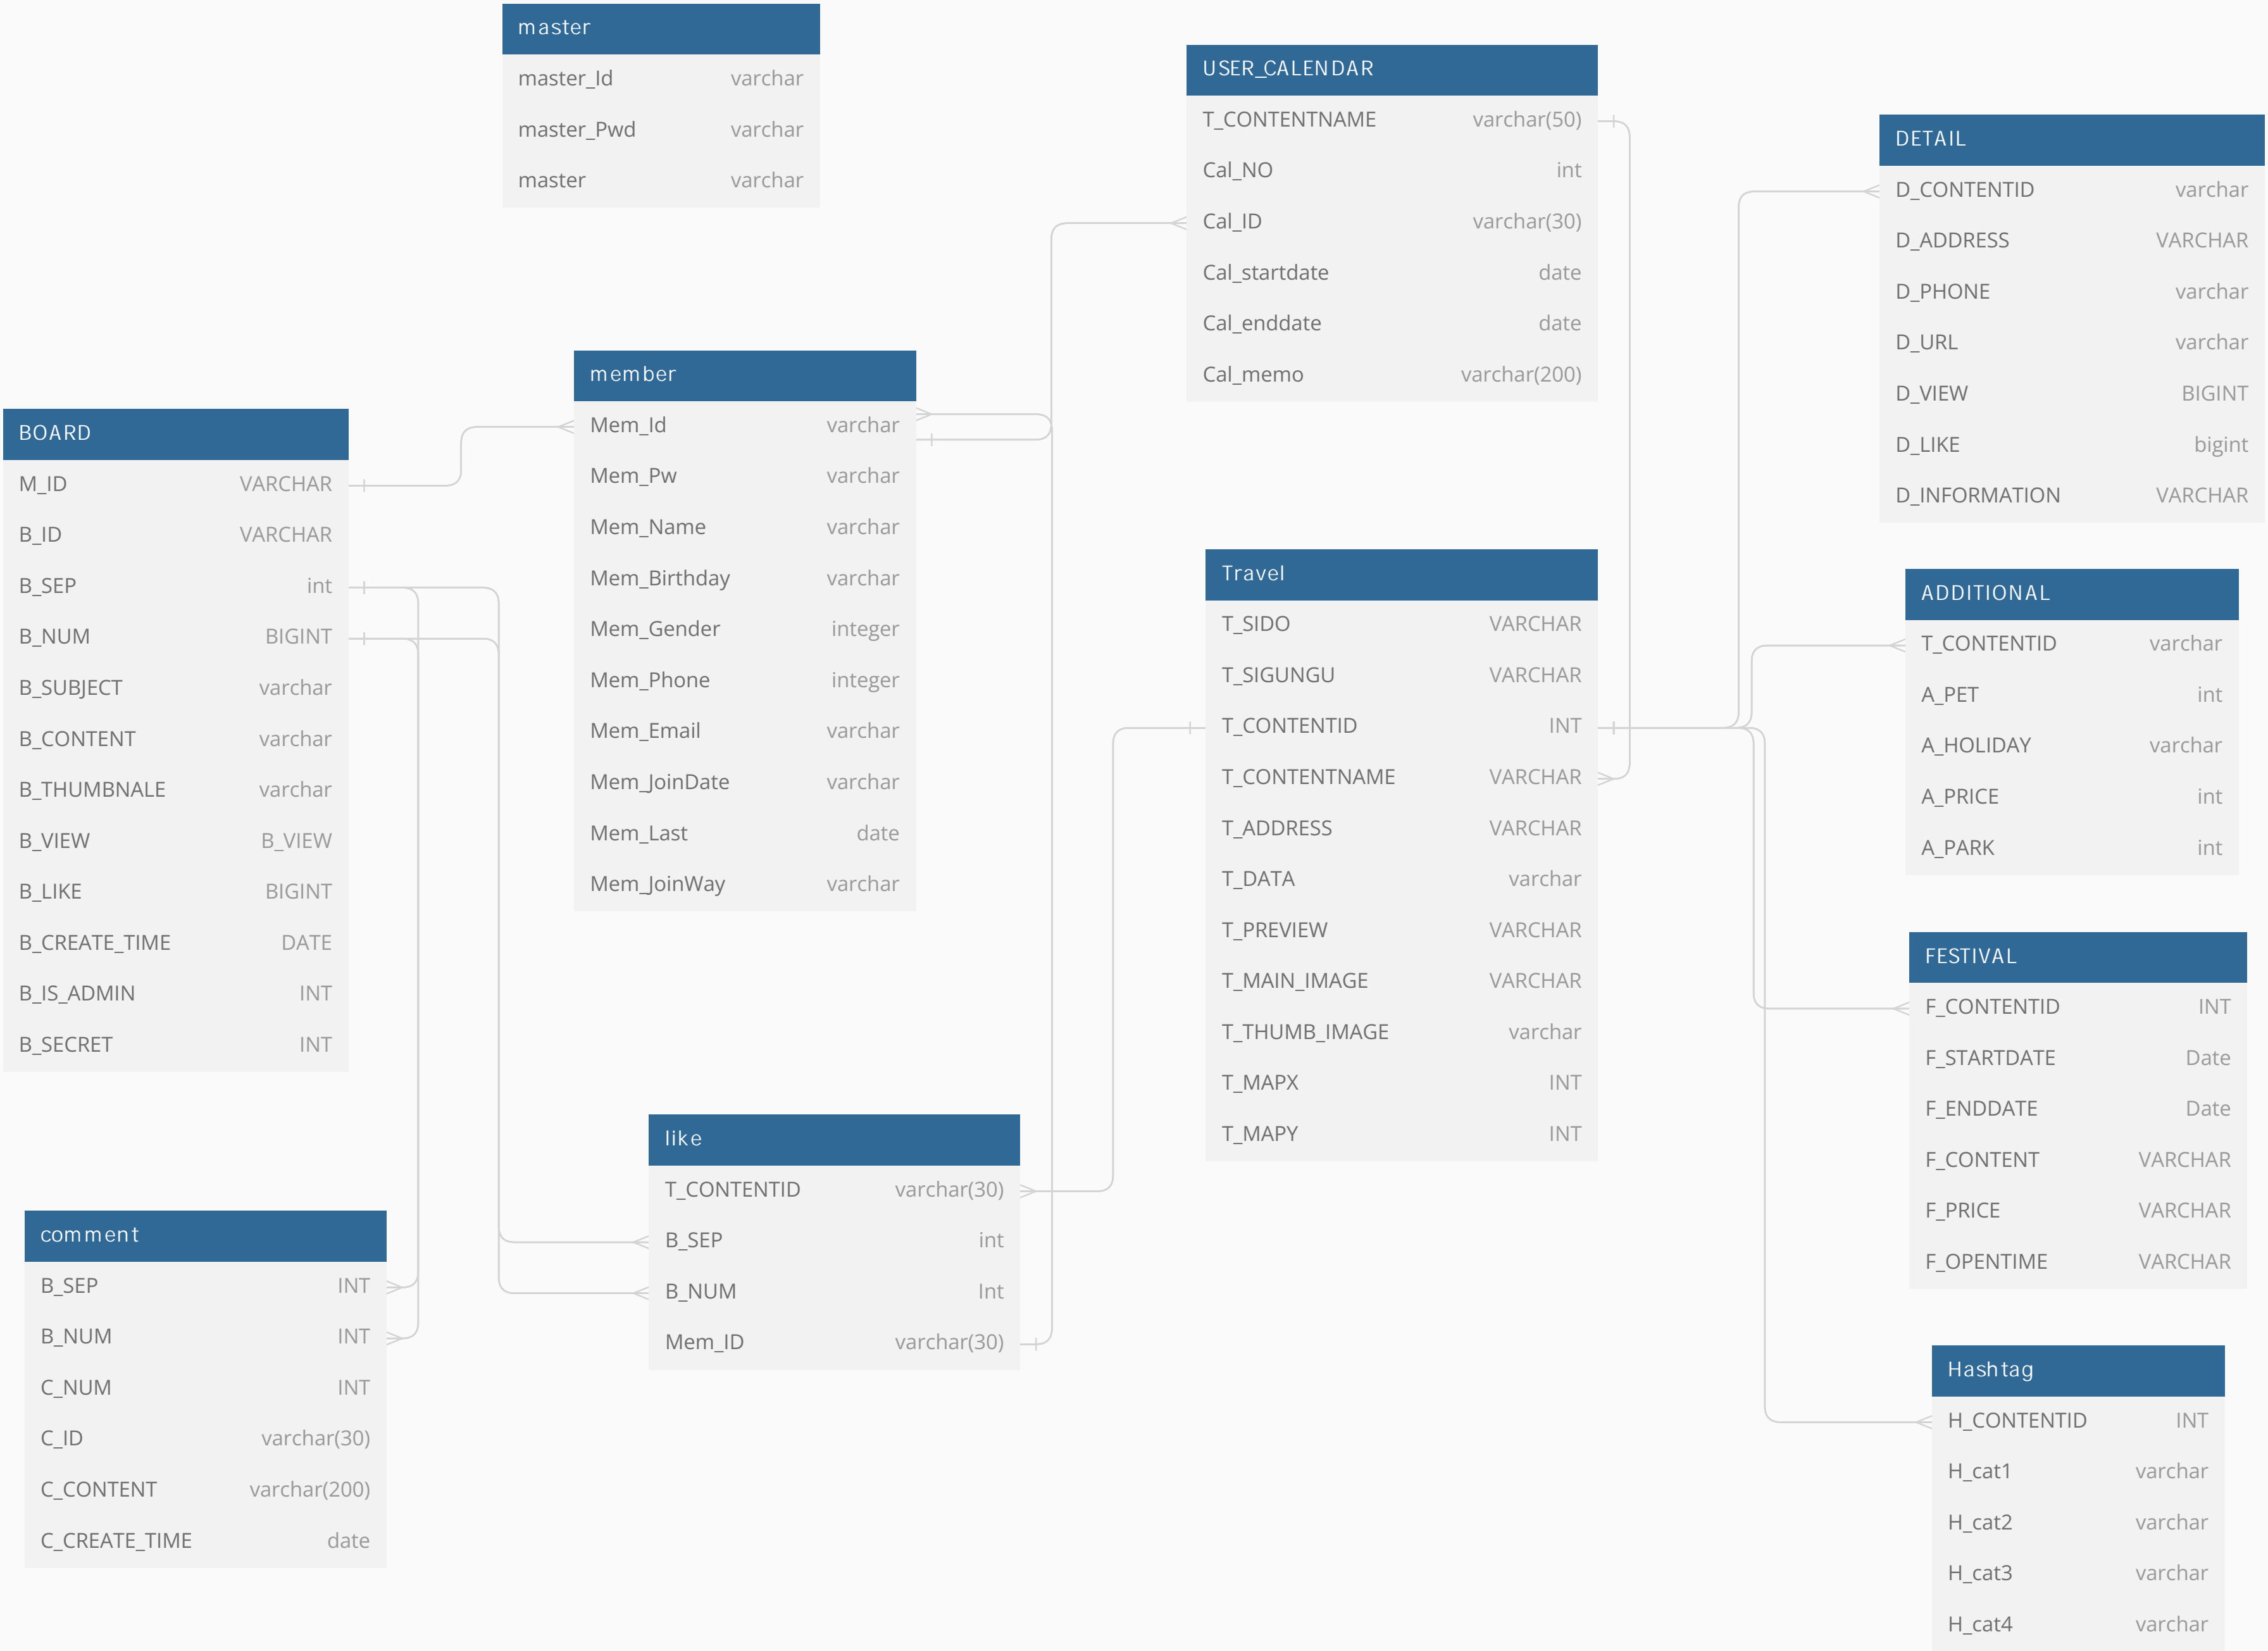 master
master_Id varchar
master_Pwd varchar
master varchar
USER_CALENDAR
T_CONTENTNAME varchar(50)
Cal_NO int
Cal_ID varchar(30)
Cal_startdate date
Cal_enddate date
Cal_memo varchar(200)
DETAIL
D_CONTENTID varchar
D_ADDRESS VARCHAR
D_PHONE varchar
D_URL varchar
D_VIEW BIGINT
D_LIKE bigint
D_INFORMATION VARCHAR
member
Mem_Id varchar
Mem_Pw varchar
Mem_Name varchar
Mem_Birthday varchar
Mem_Gender integer
Mem_Phone integer
Mem_Email varchar
Mem_JoinDate varchar
Mem_Last date
Mem_JoinWay varchar
BOARD
M_ID VARCHAR
B_ID VARCHAR
B_SEP int
B_NUM BIGINT
B_SUBJECT varchar
B_CONTENT varchar
B_THUMBNALE varchar
B_VIEW B_VIEW
B_LIKE BIGINT
B_CREATE_TIME DATE
B_IS_ADMIN INT
B_SECRET INT
Travel
T_SIDO VARCHAR
T_SIGUNGU VARCHAR
T_CONTENTID INT
T_CONTENTNAME VARCHAR
T_ADDRESS VARCHAR
T_DATA varchar
T_PREVIEW VARCHAR
T_MAIN_IMAGE VARCHAR
T_THUMB_IMAGE varchar
T_MAPX INT
T_MAPY INT
ADDITIONAL
T_CONTENTID varchar
A_PET int
A_HOLIDAY varchar
A_PRICE int
A_PARK int
FESTIVAL
F_CONTENTID INT
F_STARTDATE Date
F_ENDDATE Date
F_CONTENT VARCHAR
F_PRICE VARCHAR
F_OPENTIME VARCHAR
like
T_CONTENTID varchar(30)
B_SEP int
B_NUM Int
Mem_ID varchar(30)
comment
B_SEP INT
B_NUM INT
C_NUM INT
C_ID varchar(30)
C_CONTENT varchar(200)
C_CREATE_TIME date
Hashtag
H_CONTENTID INT
H_cat1 varchar
H_cat2 varchar
H_cat3 varchar
H_cat4 varchar